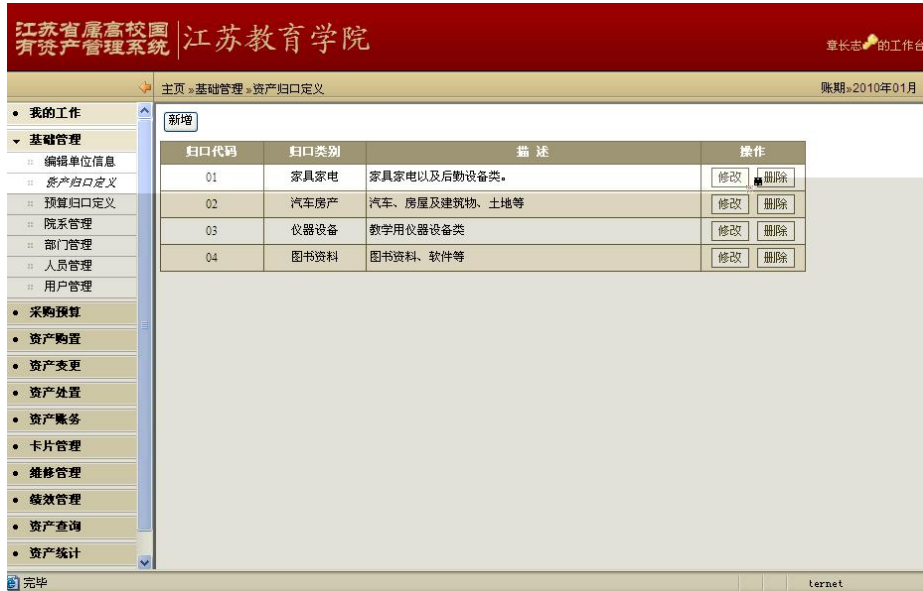 江苏省属高校国
有资产管理系统
江苏教育学院
章长志 的工作台
主页 »基础管理 »资产归口定义
账期»2010年01月
我的工作
基础管理
编辑单位信息
资产归口定义
预算归口定义
院系管理
部门管理
人员管理
用户管理
采购预算
资产购置
资产变更
资产处置
资产账务
卡片管理
维修管理
绩效管理
资产查询
资产统计
新增
归口代码 归口类别 描 述 操作
01 家具家电 家具家电以及后勤设备类。 修改 删除
02 汽车房产 汽车、房屋及建筑物、土地等 修改 删除
03 仪器设备 教学用仪器设备类 修改 删除
04 图书资料 图书资料、软件等 修改 删除
完毕
ternet